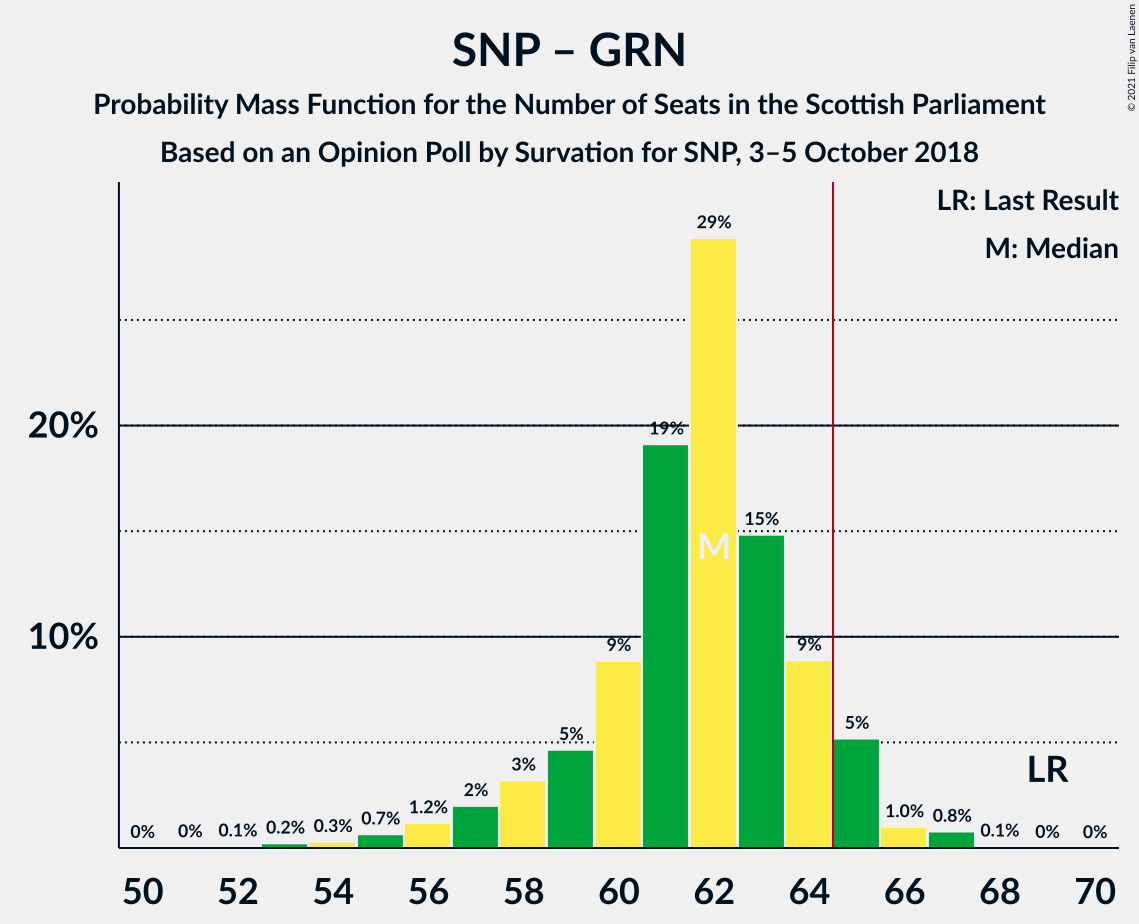 SNP – GRN
Probability Mass Function for the Number of Seats in the Scottish Parliament
Based on an Opinion Poll by Survation for SNP, 3–5 October 2018
© 2021 Filip van Laenen
LR: Last Result
M: Median
29%
20%
19%
15%
M
10%
9%
9%
5%
5%
3%
2%
1.2%
1.0%
0.8%
0.7%
0.3%
0.2%
0.1%
0%
0%
0.1%
0%
0%
LR
50 52 54 56 58 60 62 64 66 68 70